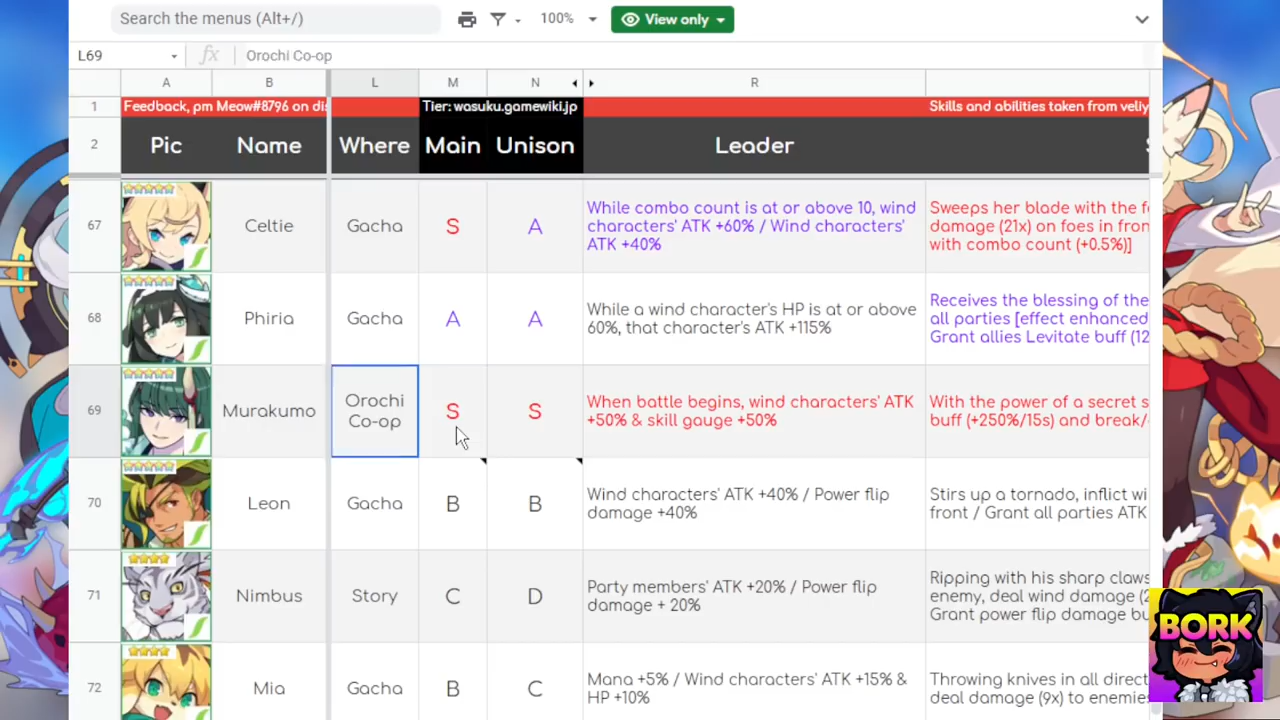 Search the menus (Alt+/)
100%
View only
L69
fx
Orochi Co-op
A
B
L
M
N
R
1
Feedback, pm Meow#8796 on dis
Tier: wasuku.gamewiki.jp
Skills and abilities taken from veliy
2
Pic
Name
Where
Main
Unison
Leader
67
Celtie
Gacha
S
A
While combo count is at or above 10, wind
characters' ATK +60% / Wind characters'
ATK +40%
Sweeps her blade with the f
damage (21x) on foes in fron
with combo count (+0.5%)]
68
Phiria
Gacha
A
A
While a wind character's HP is at or above
60%, that character's ATK +115%
Receives the blessing of the
all parties [effect enhanced
Grant allies Levitate buff (12
69
Murakumo
Orochi
Co-op
S
S
When battle begins, wind characters' ATK
+50% & skill gauge +50%
With the power of a secret s
buff (+250%/15s) and break/
70
Leon
Gacha
B
B
Wind characters' ATK +40% / Power flip
damage +40%
Stirs up a tornado, inflict wi
front / Grant all parties ATK
71
Nimbus
Story
C
D
Party members' ATK +20% / Power flip
damage + 20%
Ripping with his sharp claws
enemy, deal wind damage (2
Grant power flip damage bu
72
Mia
Gacha
B
C
Mana +5% / Wind characters' ATK +15% &
HP +10%
Throwing knives in all direct
deal damage (9x) to enemies
BORK